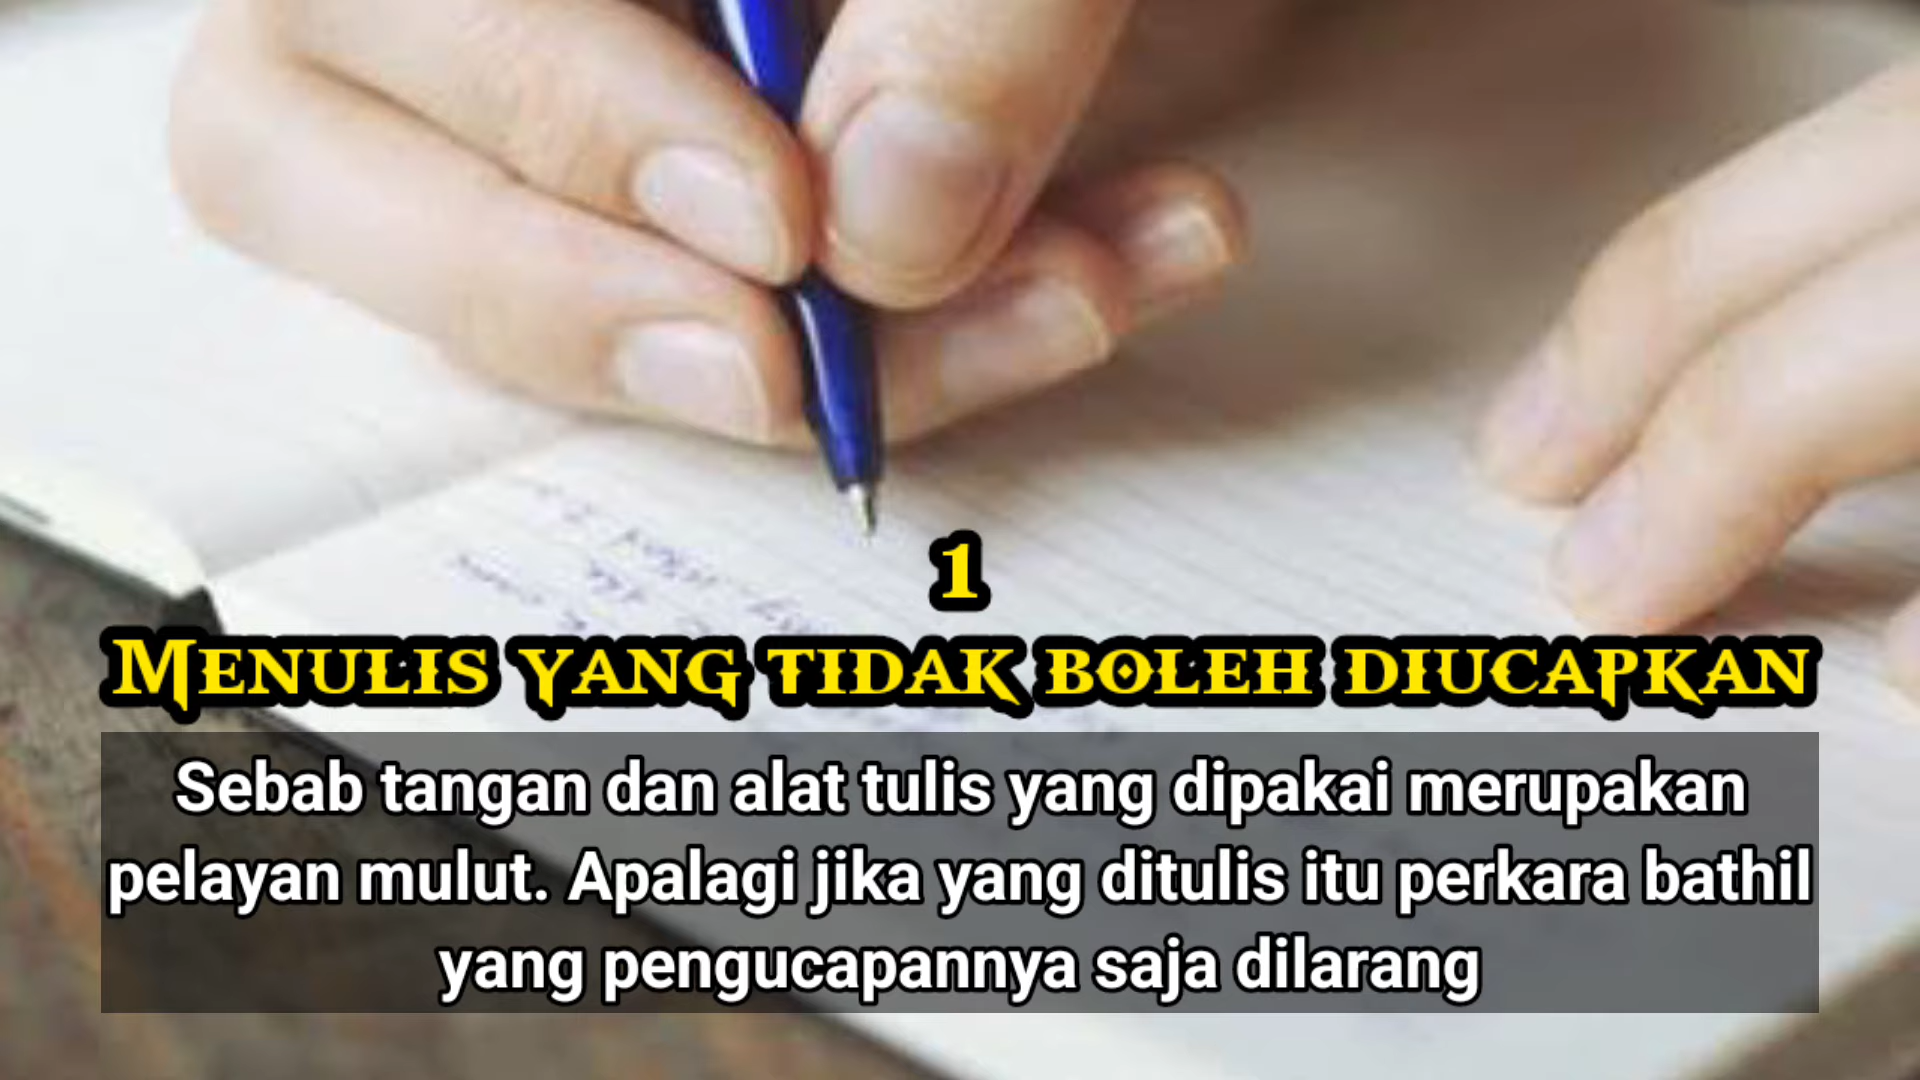 1
Menulis yang tidak boleh diucapkan
Sebab tangan dan alat tulis yang dipakai merupakan
pelayan mulut. Apalagi jika yang ditulis itu perkara bathil
yang pengucapannya saja dilarang